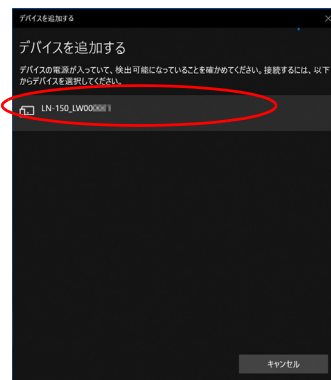 デバイスを追加する
デバイスを追加する
デバイスの電源が入っていて、検出可能になっていることを確かめてください。接続するには、以下
からデバイスを選択してください。
LN-150_LW00
キャンセル